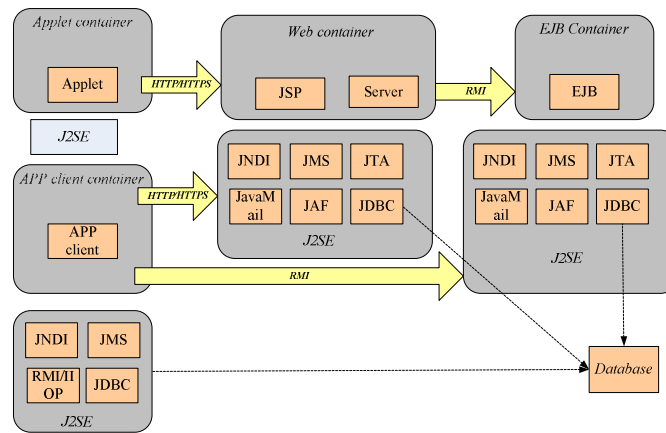 Applet container
Web container
EJB Container
Applet
HTTP/HTTPS
JSP
Server
RMI
EJB
J2SE
APP client container
HTTP/HTTPS
APP
client
JNDI
JMS
JTA
JavaM
ail
JAF
JDBC
J2SE
JNDI
JMS
JTA
JavaM
ail
JAF
JDBC
J2SE
RMI
JNDI
JMS
RMI/II
OP
JDBC
J2SE
Database